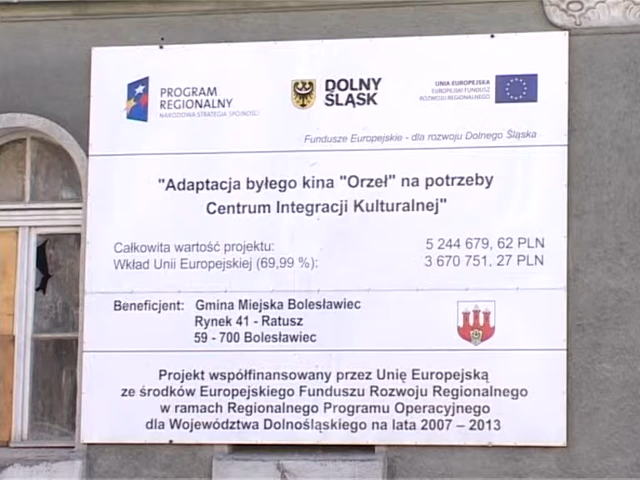 PROGRAM
REGIONALNY
NARODOWA STRATEGIA SPÓJNOŚCI
DOLNY
ŚLĄSK
UNIA EUROPEJSKA
EUROPEJSKI FUNDUSZ
ROZWOJU REGIONALNEGO
Fundusze Europejskie - dla rozwoju Dolnego Śląska
"Adaptacja byłego kina "Orzeł" na potrzeby
Centrum Integracji Kulturalnej"
Całkowita wartość projektu: 5 244 679, 62 PLN
Wkład Unii Europejskiej (69,99 %): 3 670 751, 27 PLN
Beneficjent: Gmina Miejska Bolesławiec
Rynek 41 - Ratusz
59 - 700 Bolesławiec
Projekt współfinansowany przez Unię Europejską
ze środków Europejskiego Funduszu Rozwoju Regionalnego
w ramach Regionalnego Programu Operacyjnego
dla Województwa Dolnośląskiego na lata 2007 – 2013